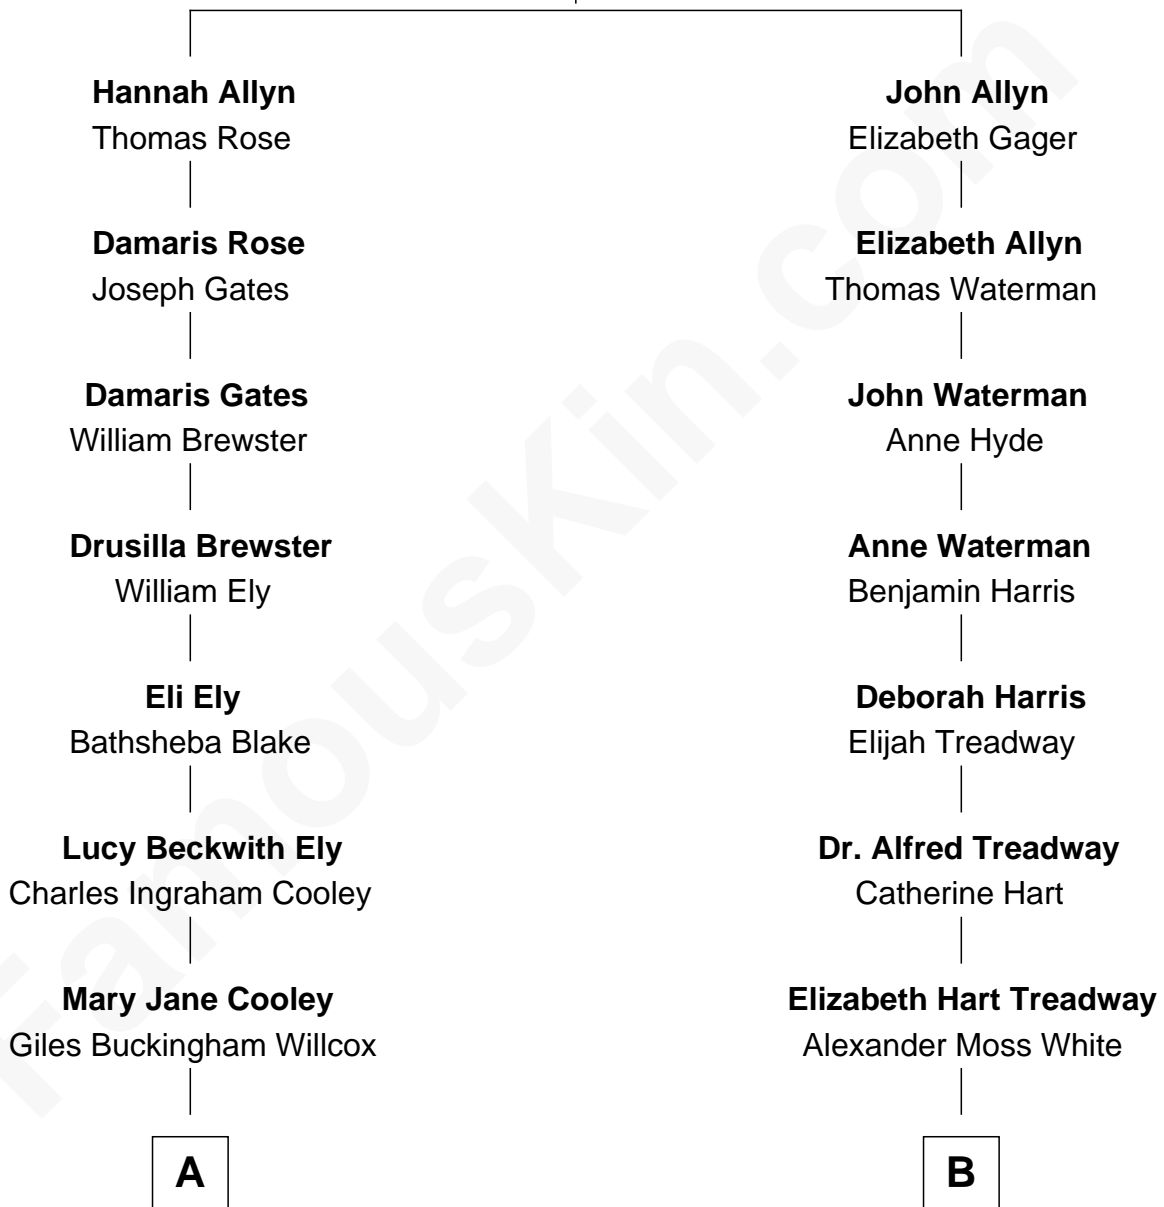 Hannah Allyn
Thomas Rose
Damaris Rose
Joseph Gates
Damaris Gates
William Brewster
Drusilla Brewster
William Ely
Eli Ely
Bathsheba Blake
Lucy Beckwith Ely
Charles Ingraham Cooley
Mary Jane Cooley
Giles Buckingham Willcox
A
John Allyn
Elizabeth Gager
Elizabeth Allyn
Thomas Waterman
John Waterman
Anne Hyde
Anne Waterman
Benjamin Harris
Deborah Harris
Elijah Treadway
Dr. Alfred Treadway
Catherine Hart
Elizabeth Hart Treadway
Alexander Moss White
B
FamousKin.com